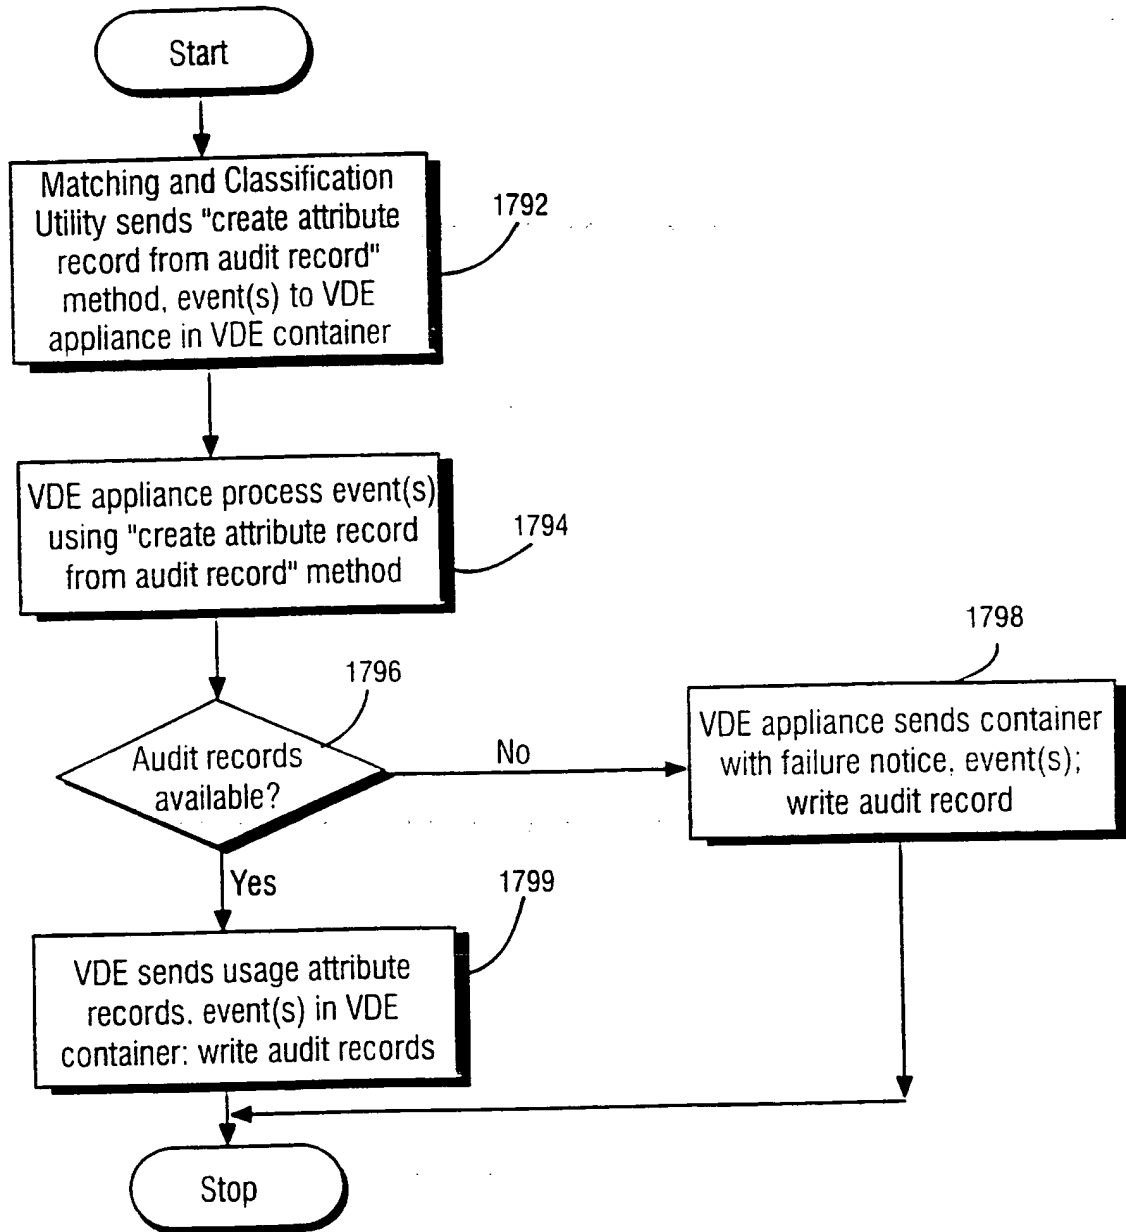 Start
Matching and Classification
Utility sends "create attribute
record from audit record"
method, event(s) to VDE
appliance in VDE container
1792
VDE appliance process event(s)
using "create attribute record
from audit record" method
1794
1796
Audit records
available?
No
1798
VDE appliance sends container
with failure notice, event(s);
write audit record
Yes
1799
VDE sends usage attribute
records. event(s) in VDE
container: write audit records
Stop